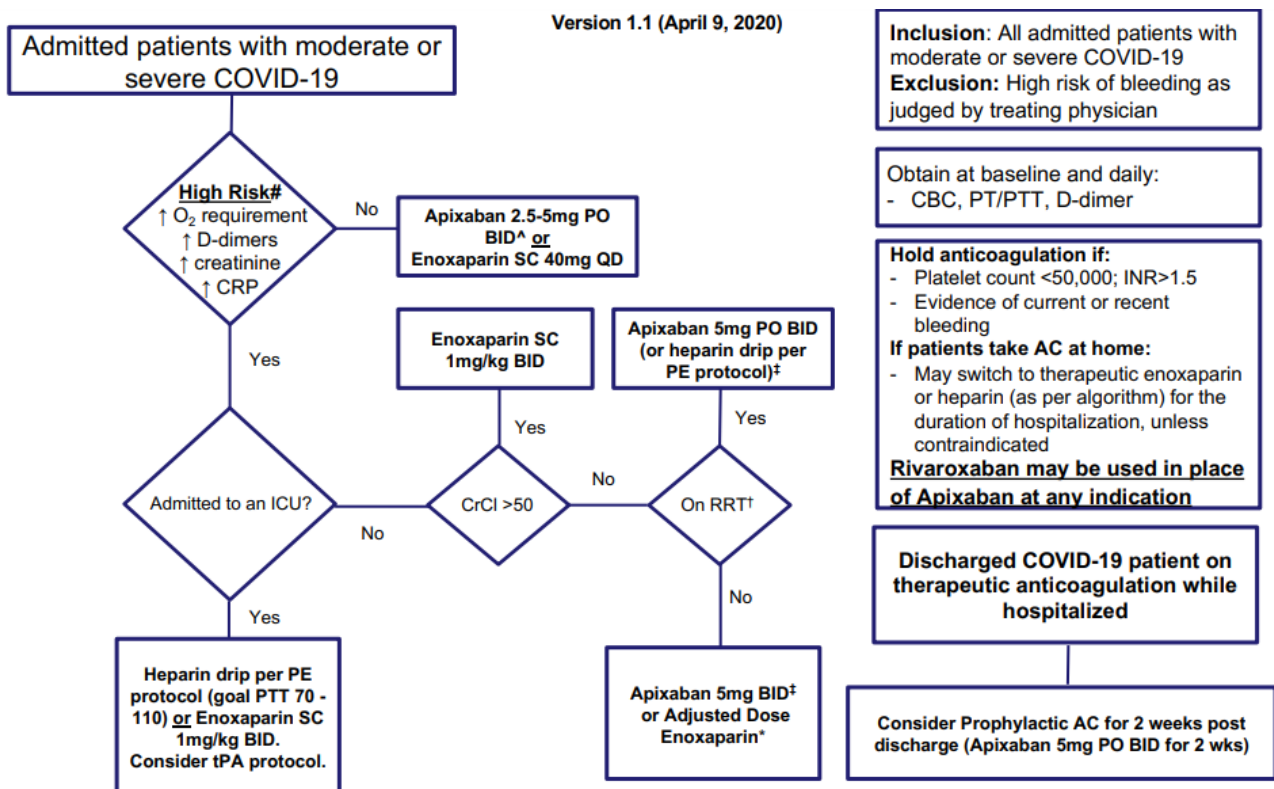 Version 1.1 (April 9, 2020)
Admitted patients with moderate or
severe COVID-19
High Risk#
↑ O₂ requirement
↑ D-dimers
↑ creatinine
↑ CRP
No
Apixaban 2.5-5mg PO
BID^ or
Enoxaparin SC 40mg QD
Yes
Admitted to an ICU?
No
CrCl >50
Yes
Enoxaparin SC
1mg/kg BID
No
On RRT†
Yes
Apixaban 5mg PO BID
(or heparin drip per
PE protocol)‡
No
Apixaban 5mg BID‡
or Adjusted Dose
Enoxaparin*
Yes
Heparin drip per PE
protocol (goal PTT 70 -
110) or Enoxaparin SC
1mg/kg BID.
Consider tPA protocol.
Inclusion: All admitted patients with
moderate or severe COVID-19
Exclusion: High risk of bleeding as
judged by treating physician
Obtain at baseline and daily:
- CBC, PT/PTT, D-dimer
Hold anticoagulation if:
- Platelet count <50,000; INR>1.5
- Evidence of current or recent
bleeding
If patients take AC at home:
- May switch to therapeutic enoxaparin
or heparin (as per algorithm) for the
duration of hospitalization, unless
contraindicated
Rivaroxaban may be used in place
of Apixaban at any indication
Discharged COVID-19 patient on
therapeutic anticoagulation while
hospitalized
Consider Prophylactic AC for 2 weeks post
discharge (Apixaban 5mg PO BID for 2 wks)